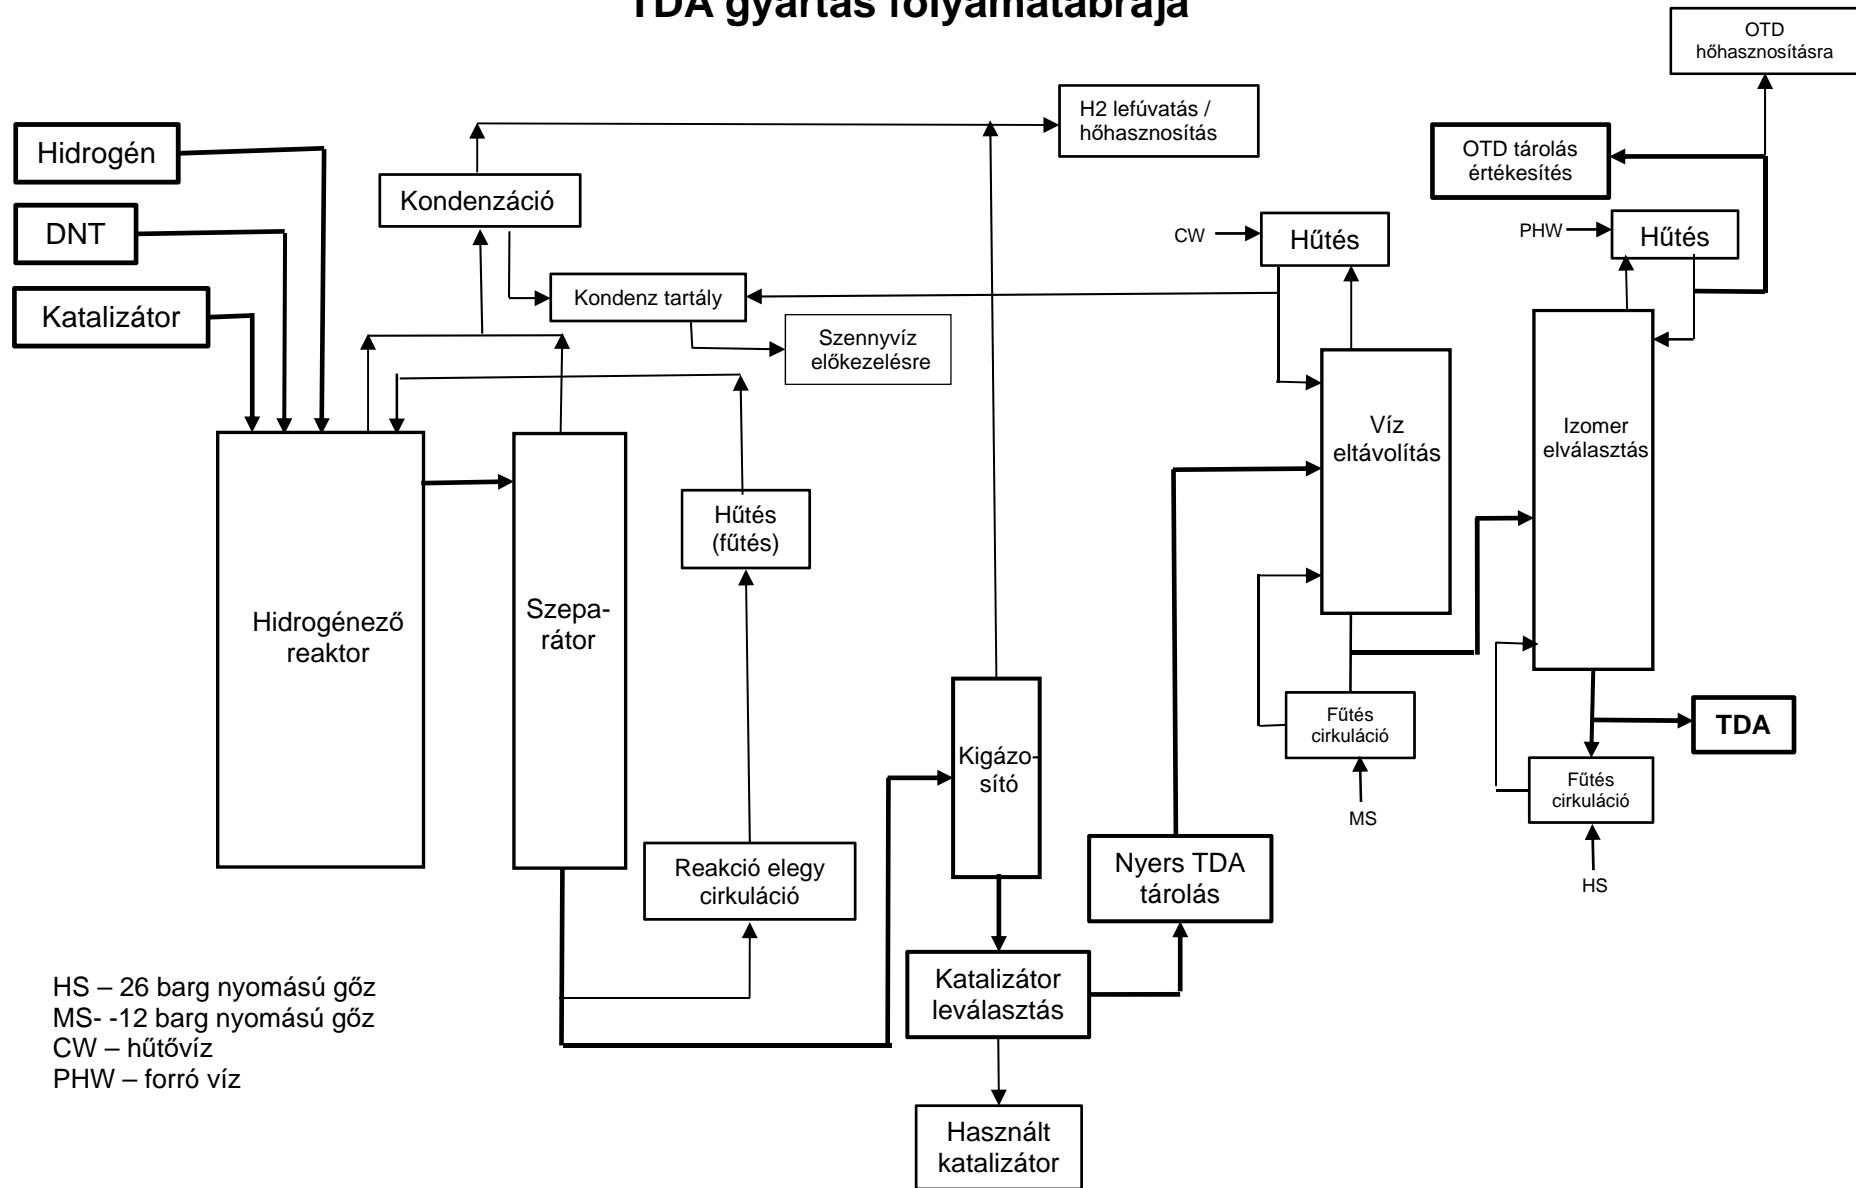 TDA gyártás folyamatábrája
OTD
hőhasznosításra
H2 lefúvatás /
hőhasznosítás
Hidrogén
OTD tárolás
értékesítés
Kondenzáció
DNT
CW
Hűtés
PHW
Hűtés
Kondenz tartály
Katalizátor
Szennyvíz
előkezelésre
Víz
eltávolítás
Izomer
elválasztás
Hűtés
(fűtés)
Hidrogénező
reaktor
Szepa-
rátor
Fűtés
cirkuláció
TDA
Kigázo-
sító
Fűtés
cirkuláció
MS
Reakció elegy
cirkuláció
Nyers TDA
tárolás
HS
Katalizátor
leválasztás
HS – 26 barg nyomású gőz
MS- -12 barg nyomású gőz
CW – hűtővíz
PHW – forró víz
Használt
katalizátor